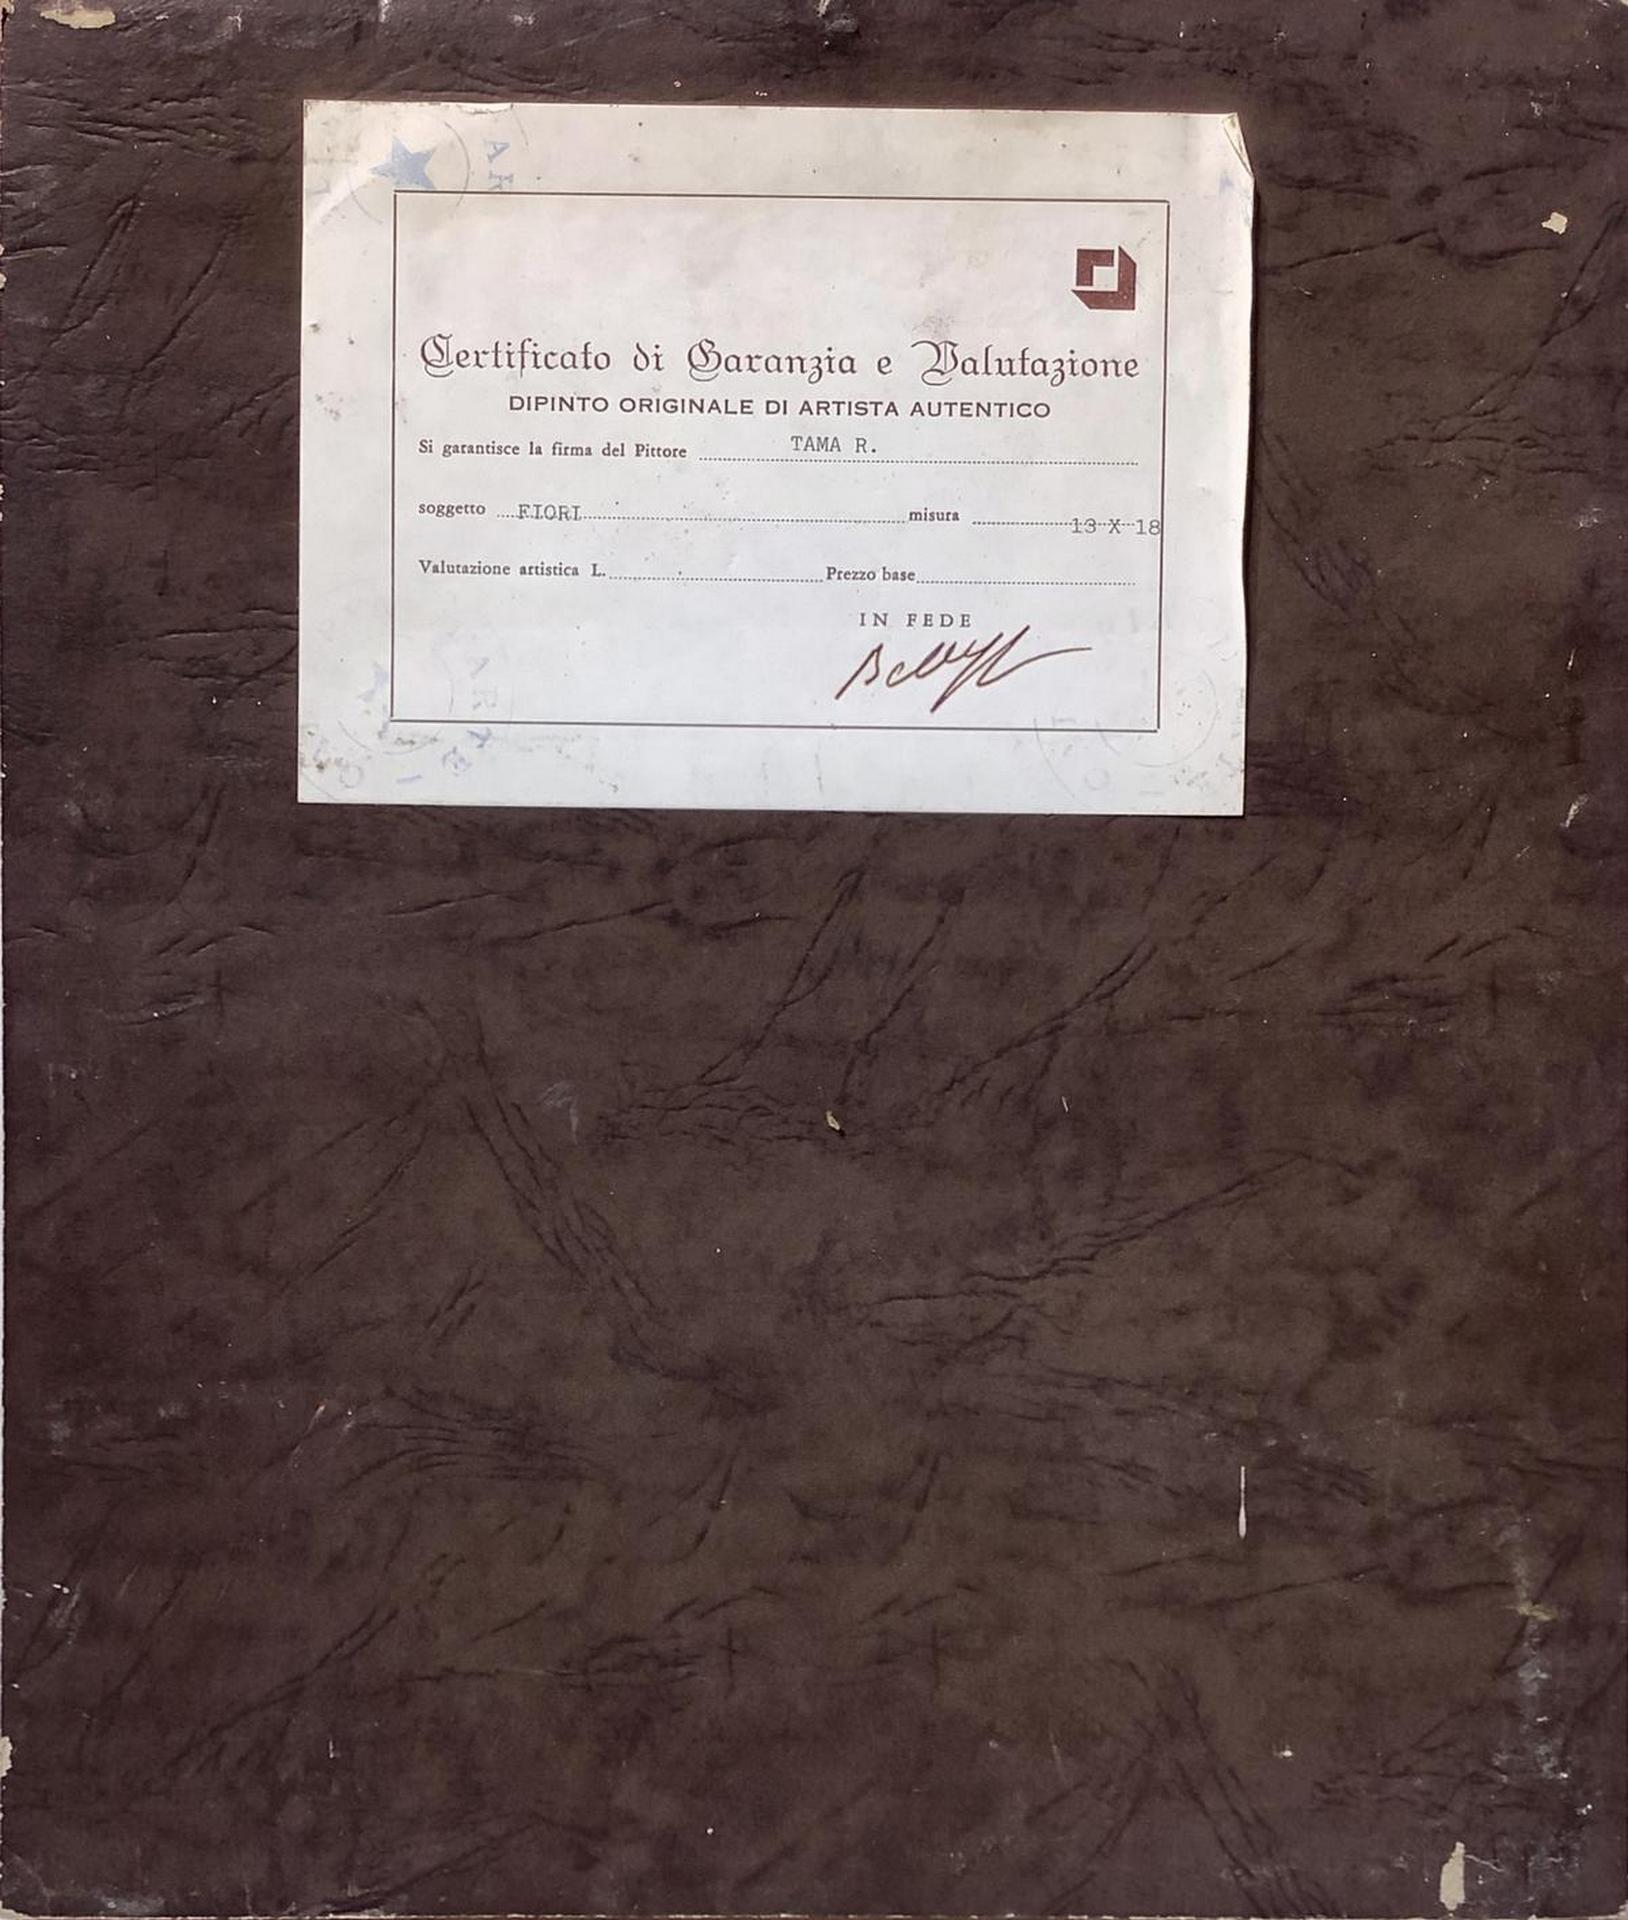 Certificato di Garanzia e Valutazione
DIPINTO ORIGINALE DI ARTISTA AUTENTICO
Si garantisce la firma del Pittore TAMA R.
soggetto FIORI misura 13 X 18
Valutazione artistica L. Prezzo base
IN FEDE